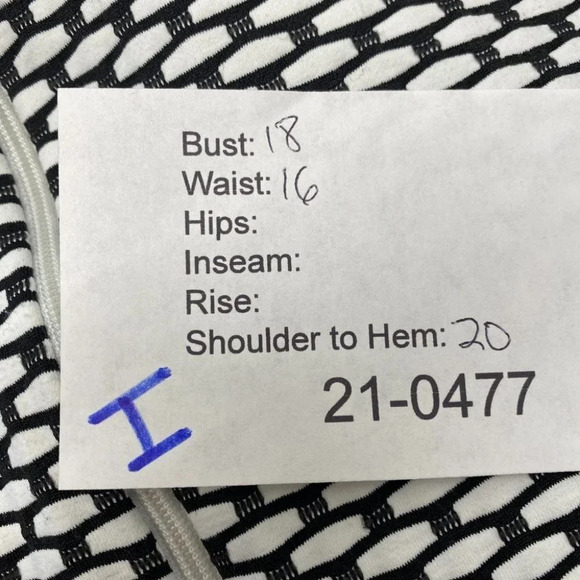 Bust: 18
Waist: 16
Hips:
Inseam:
Rise:
Shoulder to Hem: 20
21-0477
I